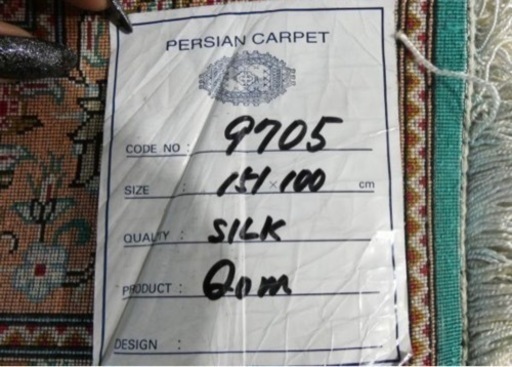 PERSIAN CARPET
CODE NO : 9705
SIZE : 151 × 100 cm
QUALITY : SILK
PRODUCT : Qom
DESIGN :